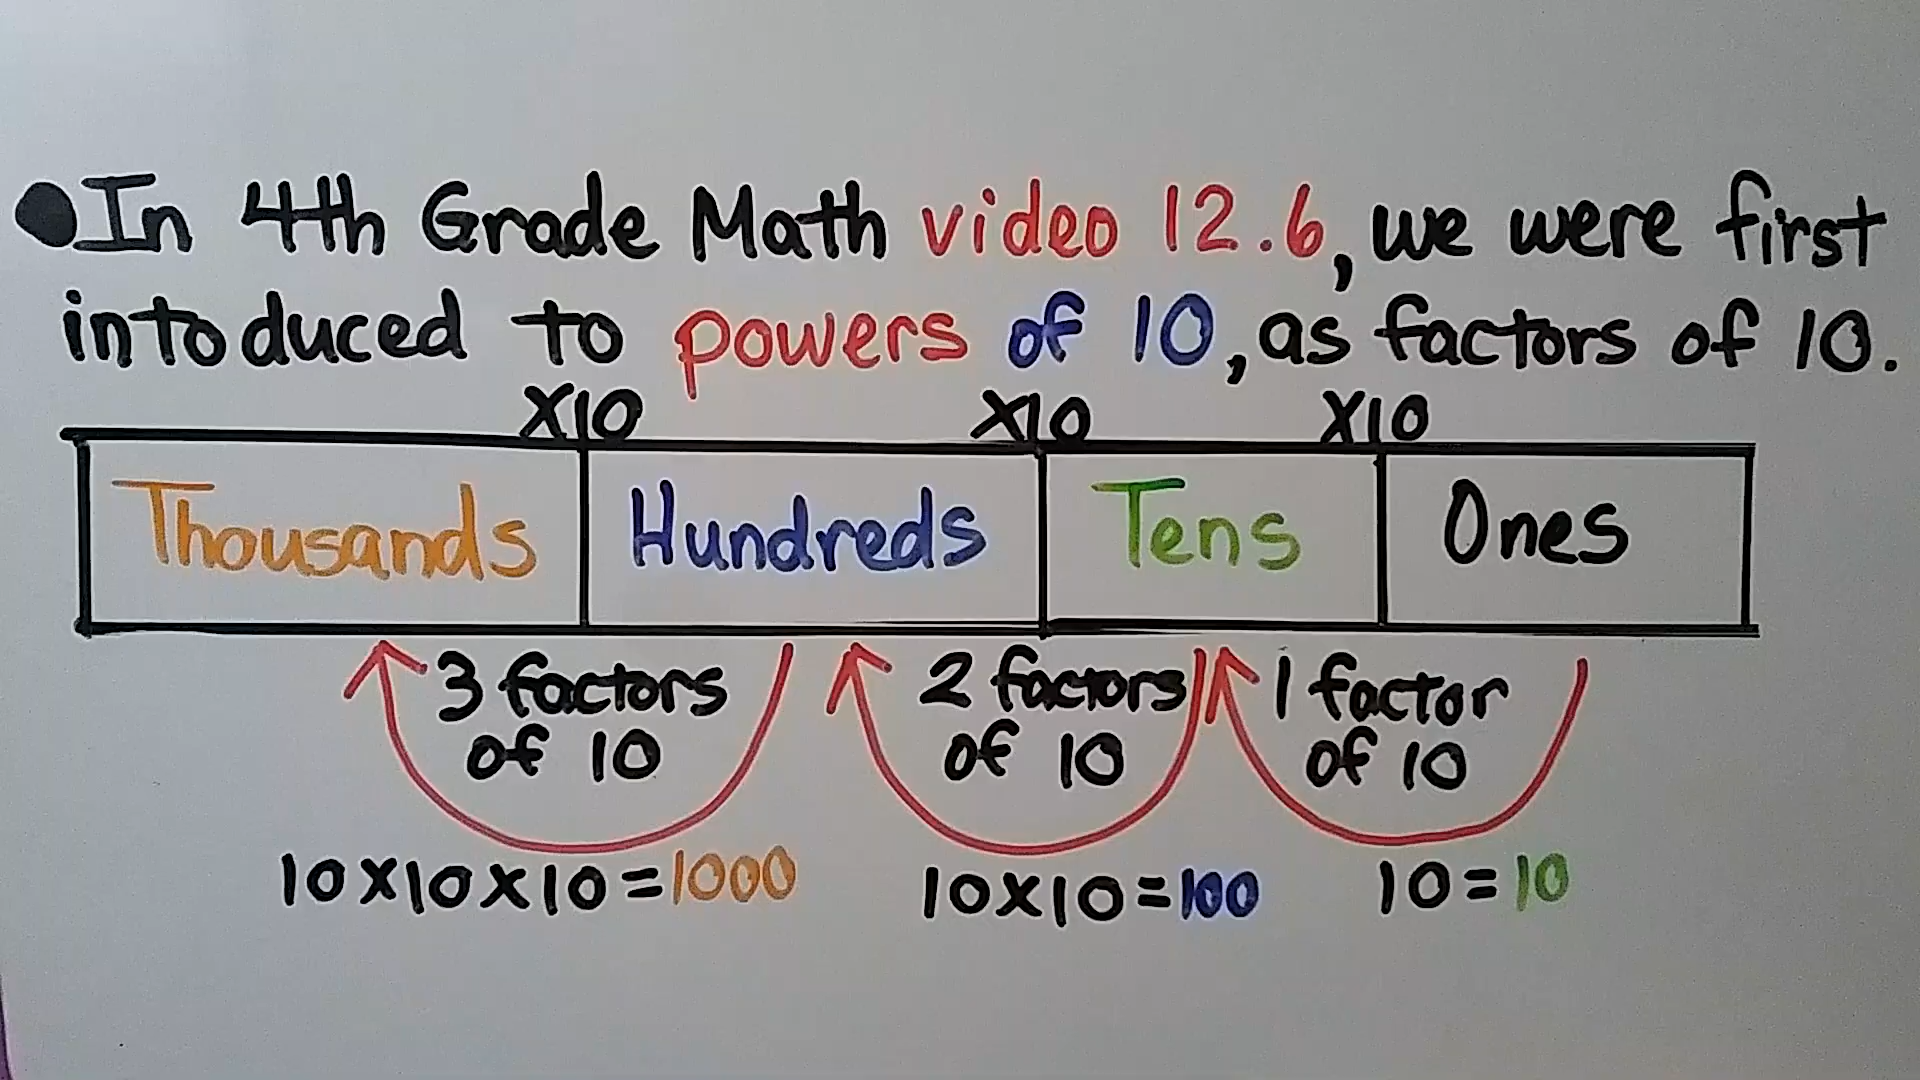 ●In 4th Grade Math video 12.6, we were first
intoduced to powers of 10, as factors of 10.
X10 X10 X10
Thousands Hundreds Tens Ones
3 factors 2 factors 1 factor
of 10 of 10 of 10
10X10X10=1000 10X10=100 10=10